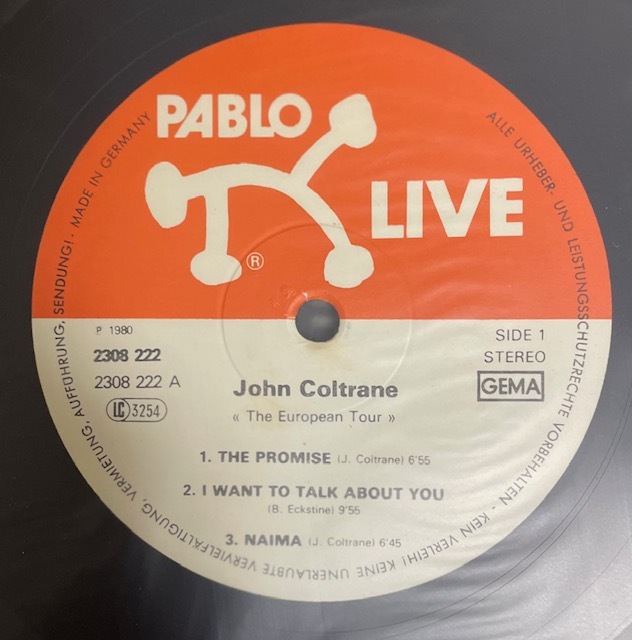 PABLO
LIVE
®
P 1980
2308 222
2308 222 A
LC 3254
SIDE 1
STEREO
GEMA
John Coltrane
« The European Tour »
1. THE PROMISE (J. Coltrane) 6'55
2. I WANT TO TALK ABOUT YOU
(B. Eckstine) 9'55
3. NAIMA (J. Coltrane) 6'45
ALLE URHEBER- UND LEISTUNGSSCHUTZRECHTE VORBEHALTEN - KEIN VERLEIH! KEINE UNERLAUBTE VERVIELFÄLTIGUNG, VERMIETUNG, AUFFÜHRUNG, SENDUNG! · MADE IN GERMANY